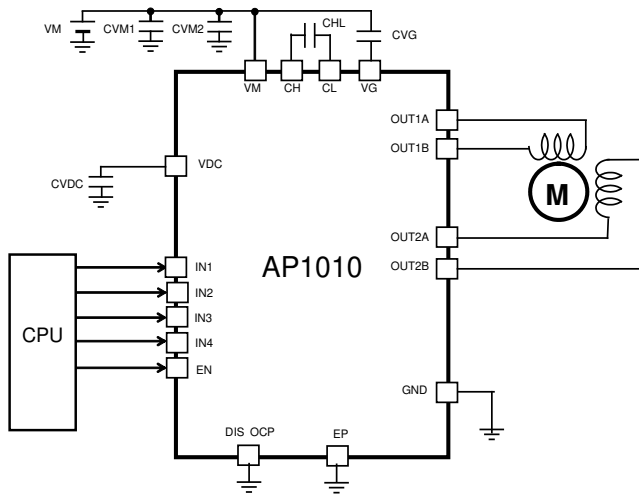 CHL
VM CVM1 CVM2 CVG
VM CH CL VG
OUT1A
OUT1B
VDC
CVDC
M
OUT2A
OUT2B
AP1010
IN1
IN2
IN3
IN4
EN
CPU
GND
DIS OCP EP